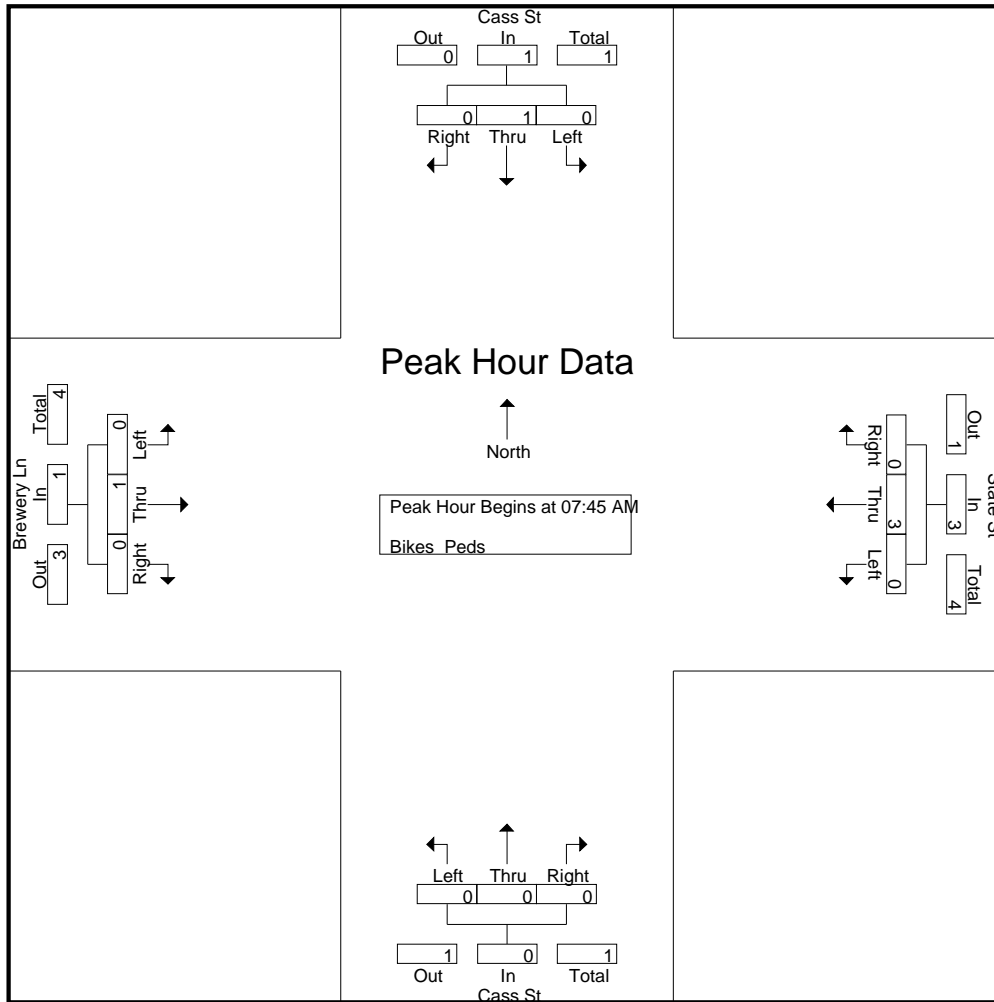 Cass St
Out In Total
0 1 1
0 1 0
Right Thru Left
Peak Hour Data
North
Peak Hour Begins at 07:45 AM
Bikes Peds
Brewery Ln
Total In Out
4 1 3
0 1 0
Left Thru Right
State St
Out In Total
1 3 4
0 3 0
Right Thru Left
Left Thru Right
0 0 0
1 0 1
Out In Total
Cass St